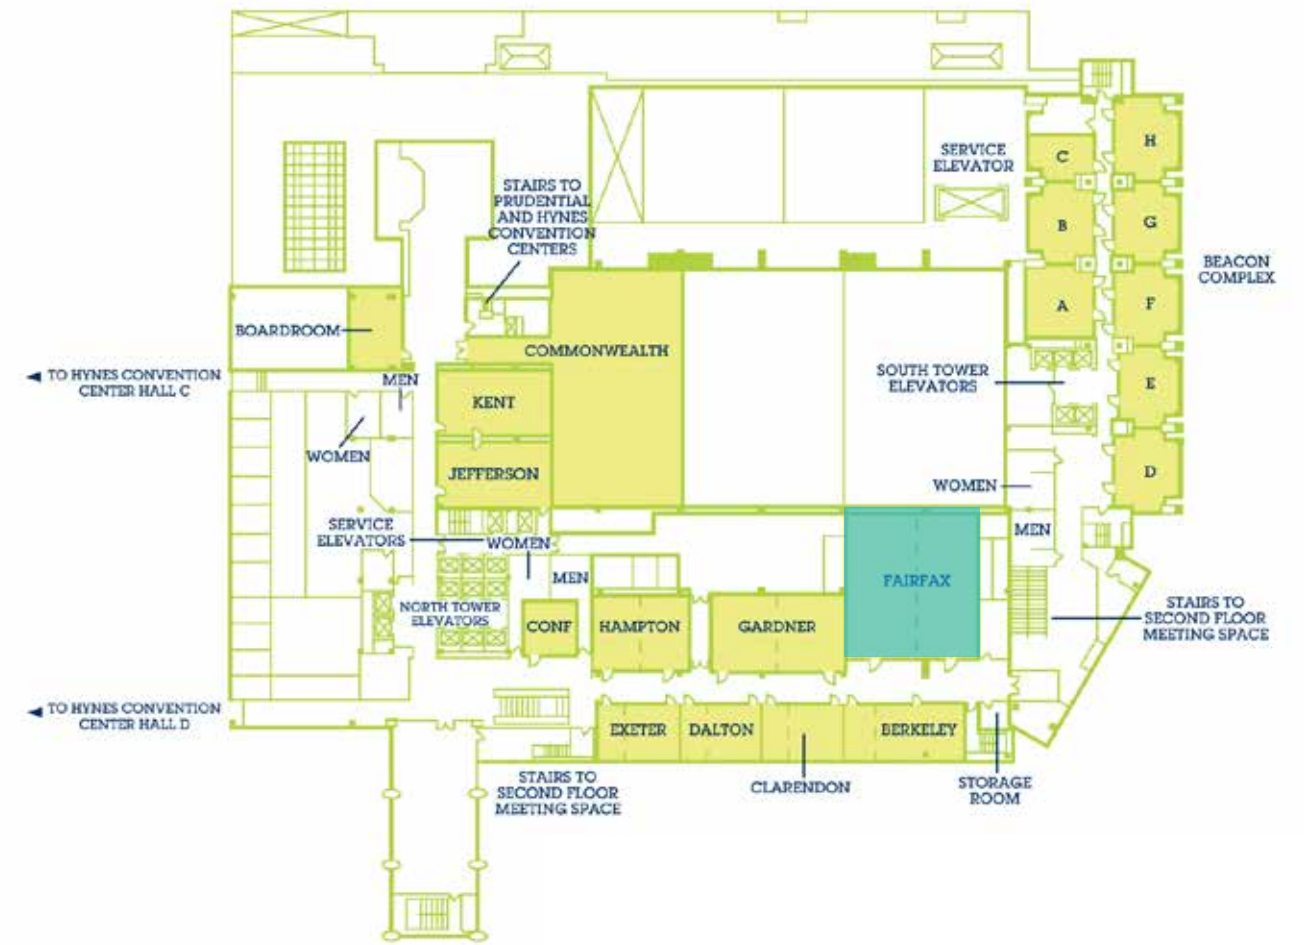 SERVICE
ELEVATOR
C
H
STAIRS TO
PRUDENTIAL
AND HYNES
CONVENTION
CENTERS
B
G
BEACON
COMPLEX
A
F
BOARDROOM
COMMONWEALTH
TO HYNES CONVENTION
CENTER HALL C
MEN
SOUTH TOWER
ELEVATORS
E
KENT
WOMEN
JEFFERSON
D
WOMEN
SERVICE
ELEVATORS
WOMEN
MEN
MEN
FAIRFAX
NORTH TOWER
ELEVATORS
CONF
HAMPTON
GARDNER
STAIRS TO
SECOND FLOOR
MEETING SPACE
TO HYNES CONVENTION
CENTER HALL D
EXETER
DALTON
BERKELEY
STAIRS TO
SECOND FLOOR
MEETING SPACE
CLARENDON
STORAGE
ROOM